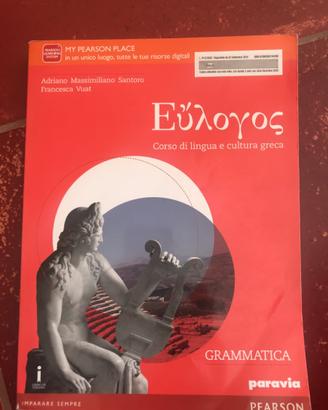 MY PEARSON PLACE
in un unico luogo, tutte le tue risorse digitali
Adriano Massimiliano Santoro
Francesca Vuat
Εὔλογος
Corso di lingua e cultura greca
GRAMMATICA
i
paravia
IMPARARE SEMPRE
PEARSON